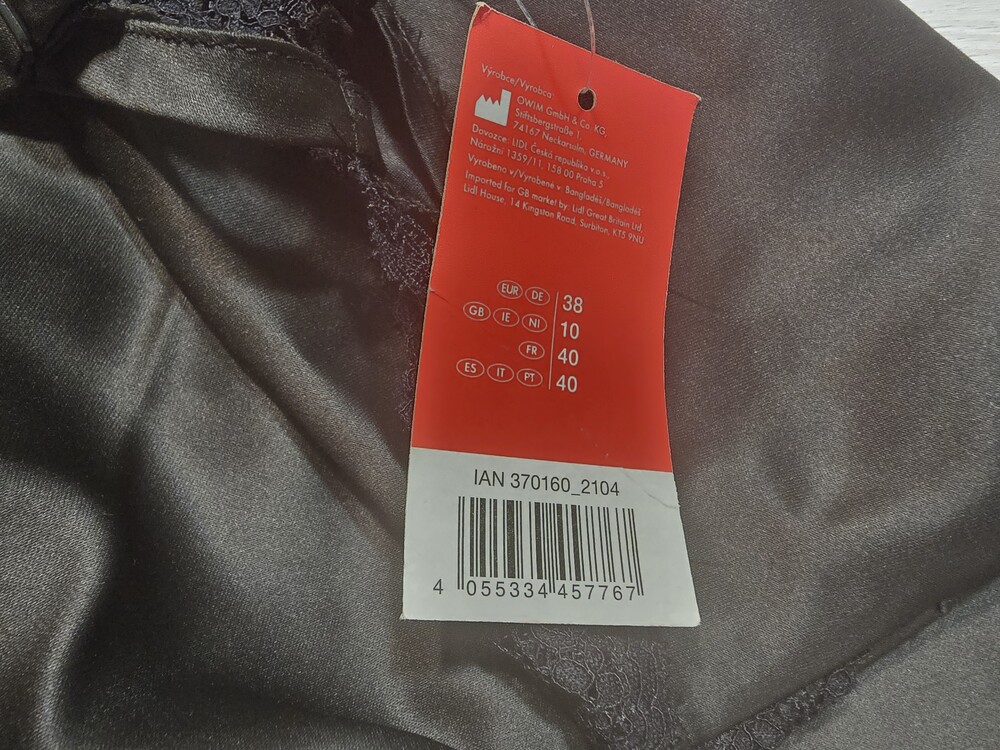 Výrobce/Výrobca:
OWIM GmbH & Co. KG
Stiftsbergstraße 1
74167 Neckarsulm, GERMANY
Dovozce: LIDL Česká republika v.o.s.,
Nárožní 1359/11, 158 00 Praha 5
Vyrobeno v/Vyrobené v: Bangladéš/Bangladéš
Imported for GB market by: Lidl Great Britain Ltd,
Lidl House, 14 Kingston Road, Surbiton, KT5 9NU
EUR DE 38
GB IE NI 10
FR 40
ES IT PT 40
IAN 370160_2104
4 055334 457767